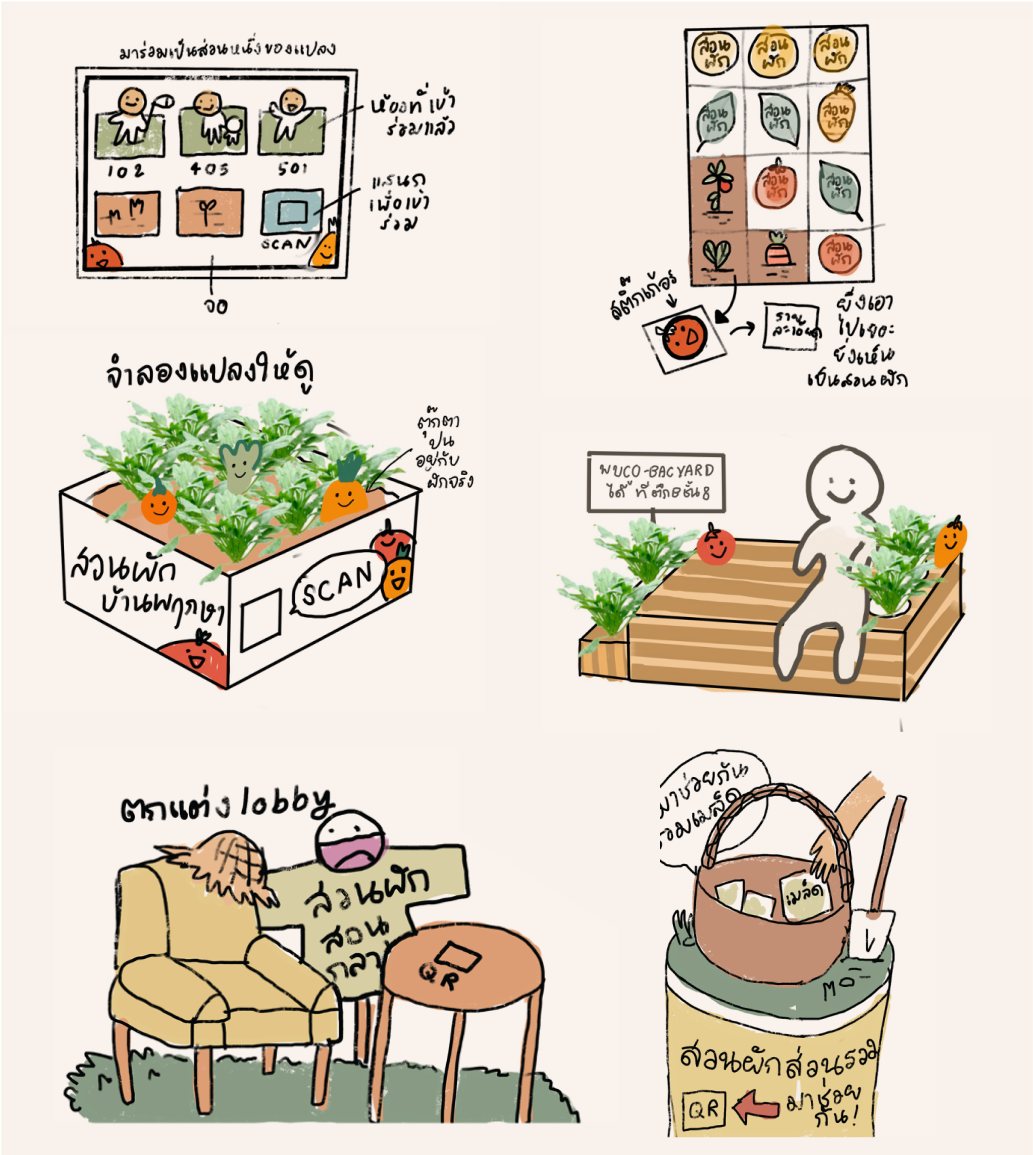 มาร่วมเป็นส่วนหนึ่งของแปลง
ห้องที่เข้า
ร่วมแล้ว
102
403
501
แสนก
เพื่อเข้า
ร่วม
SCAN
จอ
สวน
ผัก
สวน
ผัก
สวน
ผัก
สวน
ผัก
สวน
ผัก
สวน
ผัก
สวน
ผัก
สวน
ผัก
สวน
ผัก
สติ๊กเก้อร์
ราย
ละเอียด
ยิ่งเอา
ไปเยอะ
ยิ่งเห็น
เป็นสวนผัก
จำลองแปลงให้ดู
ตุ๊กตา
ปน
อยู่กับ
ผักจริง
สวนผัก
บ้านพฤกษา
SCAN
ได้ ที่ตึกอชั้น 8
ตกแต่ง lobby
สวนผัก
สวน
กลา
QR
มาช่วยกัน
เมล็ด
สวนผักส่วนรวม
QR
มาช่วย
กัน!